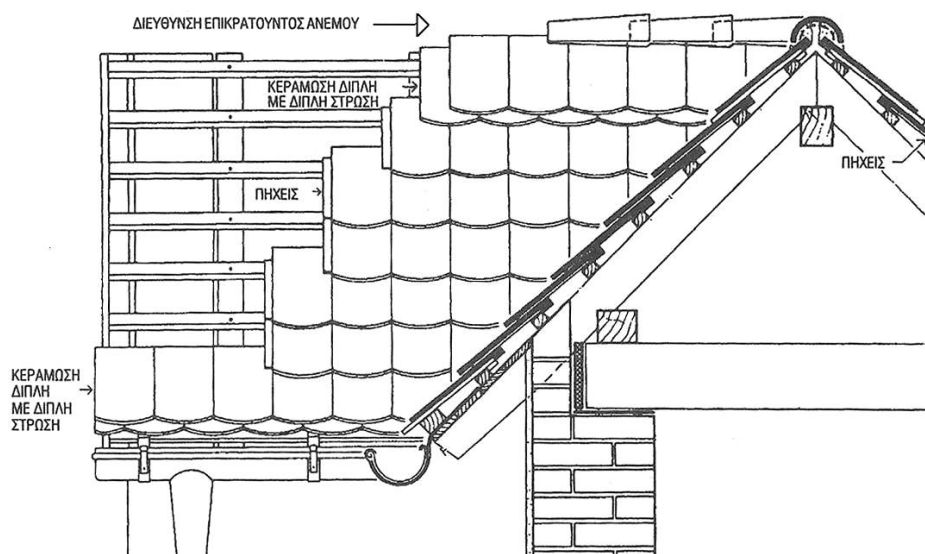 ΔΙΕΥΘΥΝΣΗ ΕΠΙΚΡΑΤΟΥΝΤΟΣ ΑΝΕΜΟΥ
ΚΕΡΑΜΩΣΗ ΔΙΠΛΗ
ΜΕ ΔΙΠΛΗ ΣΤΡΩΣΗ
ΠΗΧΕΙΣ
ΠΗΧΕΙΣ
ΚΕΡΑΜΩΣΗ
ΔΙΠΛΗ
ΜΕ ΔΙΠΛΗ
ΣΤΡΩΣΗ